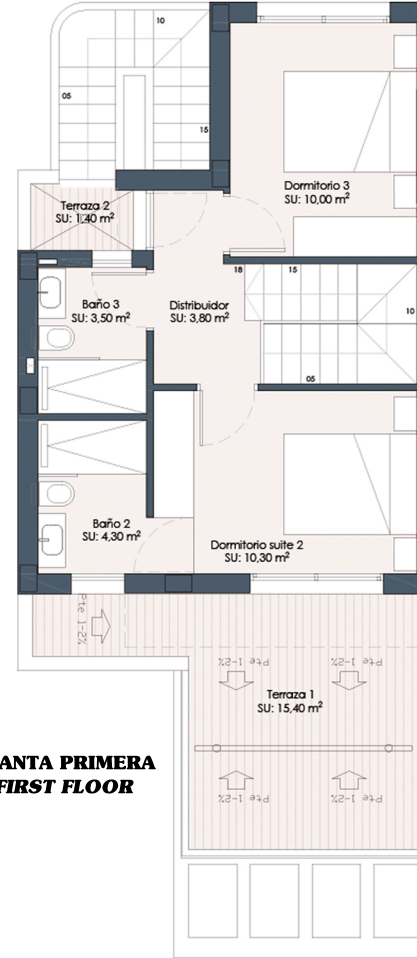 10
05
15
Dormitorio 3
SU: 10,00 m²
Terraza 2
SU: 1,40 m²
18
15
Baño 3
SU: 3,50 m²
Distribuidor
SU: 3,80 m²
10
05
Baño 2
SU: 4,30 m²
Dormitorio suite 2
SU: 10,30 m²
Pte 1-2%
Pte 1-2%
Pte 1-2%
Terraza 1
SU: 15,40 m²
ANTA PRIMERA
FIRST FLOOR
Pte 1-2%
Pte 1-2%